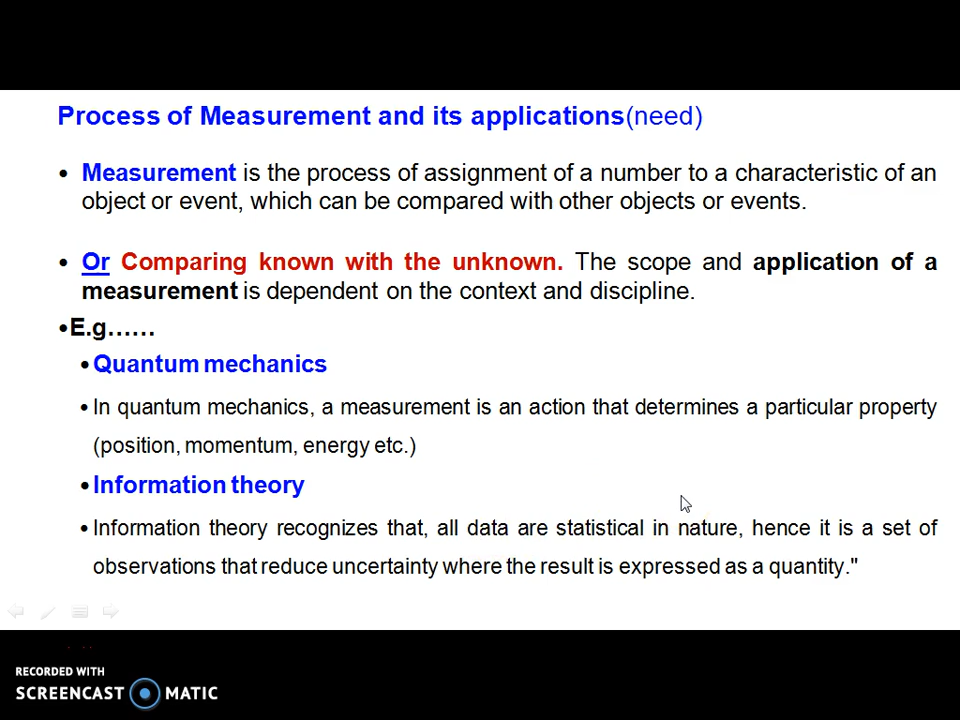 Process of Measurement and its applications(need)
• Measurement is the process of assignment of a number to a characteristic of an
object or event, which can be compared with other objects or events.
• Or Comparing known with the unknown. The scope and application of a
measurement is dependent on the context and discipline.
•E.g……
•Quantum mechanics
•In quantum mechanics, a measurement is an action that determines a particular property
(position, momentum, energy etc.)
•Information theory
•Information theory recognizes that, all data are statistical in nature, hence it is a set of
observations that reduce uncertainty where the result is expressed as a quantity."
RECORDED WITH
SCREENCAST MATIC